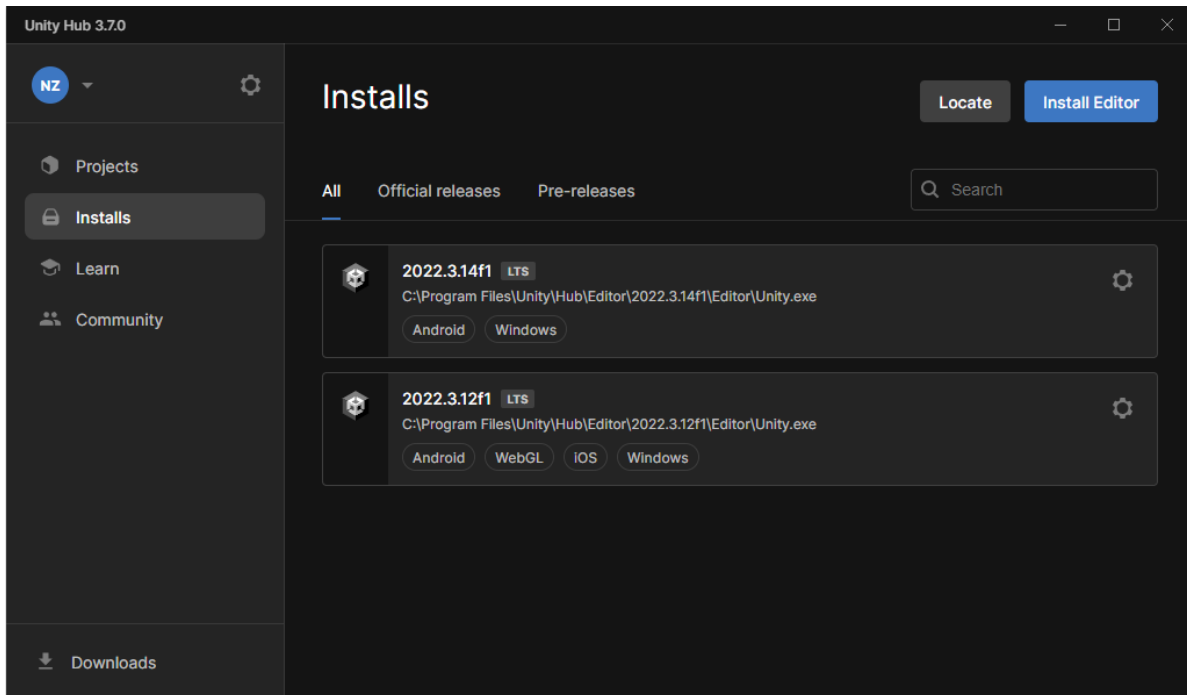 Unity Hub 3.7.0
NZ
Projects
Installs
Learn
Community
Downloads
Installs
Locate
Install Editor
All Official releases Pre-releases
Search
2022.3.14f1 LTS
C:\Program Files\Unity\Hub\Editor\2022.3.14f1\Editor\Unity.exe
Android Windows
2022.3.12f1 LTS
C:\Program Files\Unity\Hub\Editor\2022.3.12f1\Editor\Unity.exe
Android WebGL iOS Windows